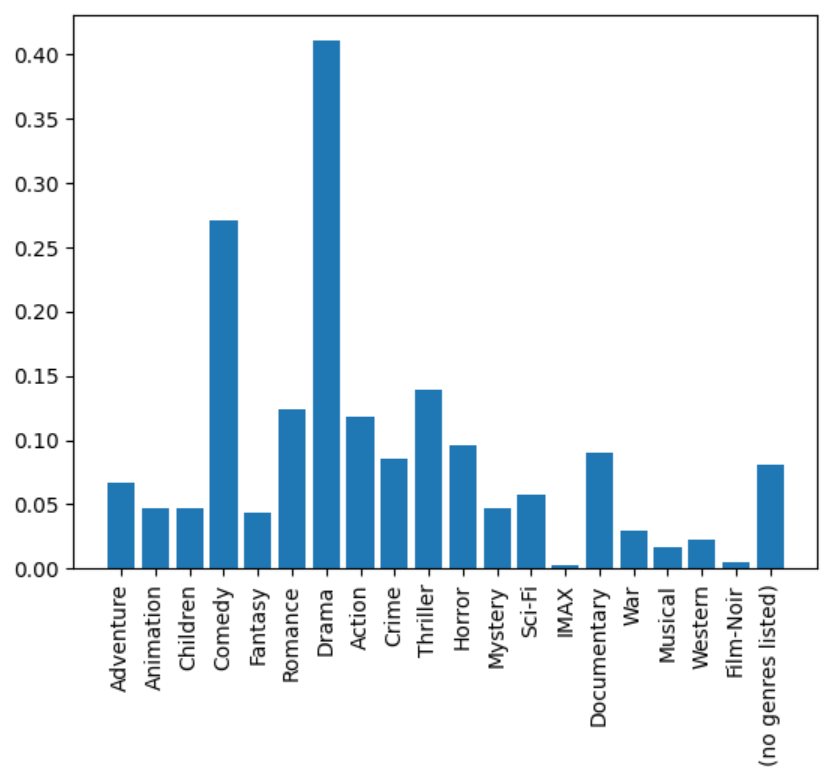 0.40
0.35
0.30
0.25
0.20
0.15
0.10
0.05
0.00
Adventure
Animation
Children
Comedy
Fantasy
Romance
Drama
Action
Crime
Thriller
Horror
Mystery
Sci-Fi
IMAX
Documentary
War
Musical
Western
Film-Noir
(no genres listed)